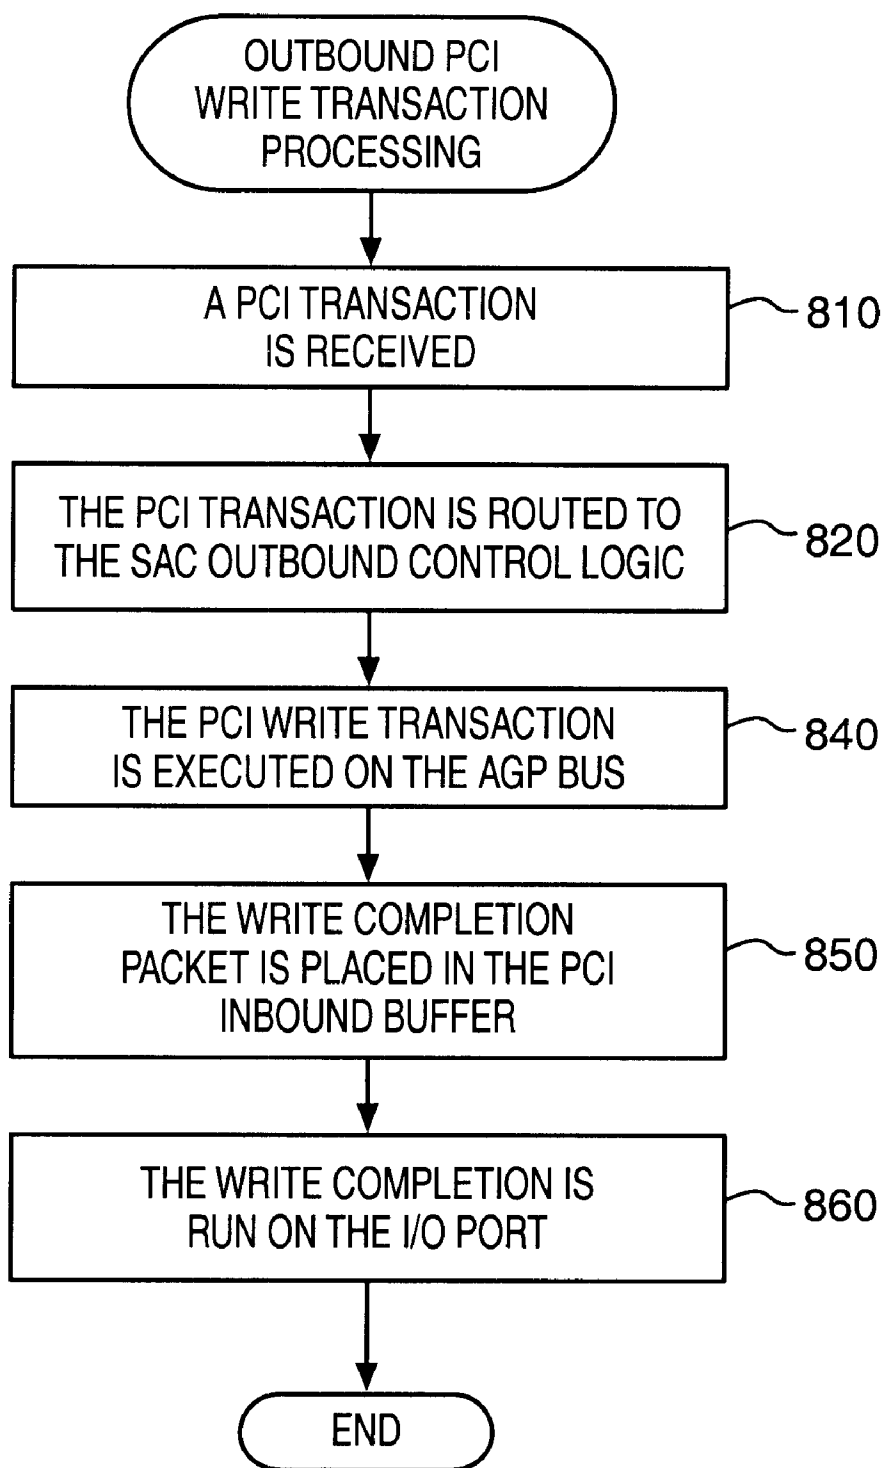 OUTBOUND PCI
WRITE TRANSACTION
PROCESSING
A PCI TRANSACTION
IS RECEIVED
810
THE PCI TRANSACTION IS ROUTED TO
THE SAC OUTBOUND CONTROL LOGIC
820
THE PCI WRITE TRANSACTION
IS EXECUTED ON THE AGP BUS
840
THE WRITE COMPLETION
PACKET IS PLACED IN THE PCI
INBOUND BUFFER
850
THE WRITE COMPLETION IS
RUN ON THE I/O PORT
860
END